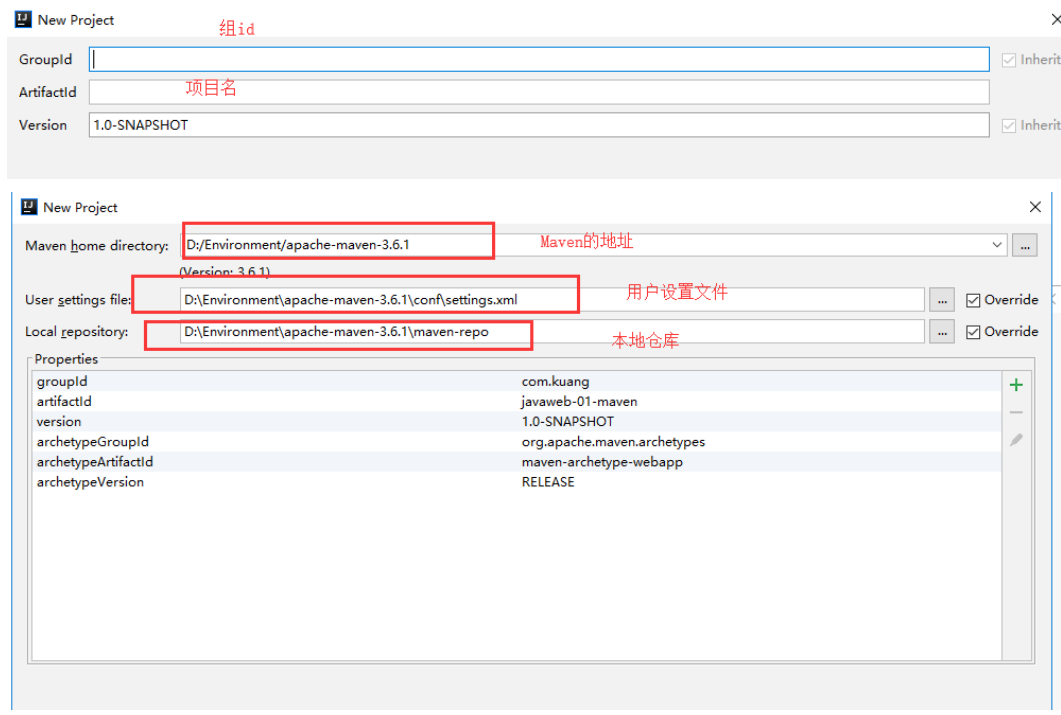 New Project
组id
GroupId
Inherit
ArtifactId
项目名
Version 1.0-SNAPSHOT
Inherit
New Project
Maven home directory: D:/Environment/apache-maven-3.6.1 Maven的地址 ...
(Version: 3.6.1)
User settings file: D:\Environment\apache-maven-3.6.1\conf\settings.xml 用户设置文件 ... Override
Local repository: D:\Environment\apache-maven-3.6.1\maven-repo 本地仓库 ... Override
Properties
groupId com.kuang
artifactId javaweb-01-maven
version 1.0-SNAPSHOT
archetypeGroupId org.apache.maven.archetypes
archetypeArtifactId maven-archetype-webapp
archetypeVersion RELEASE